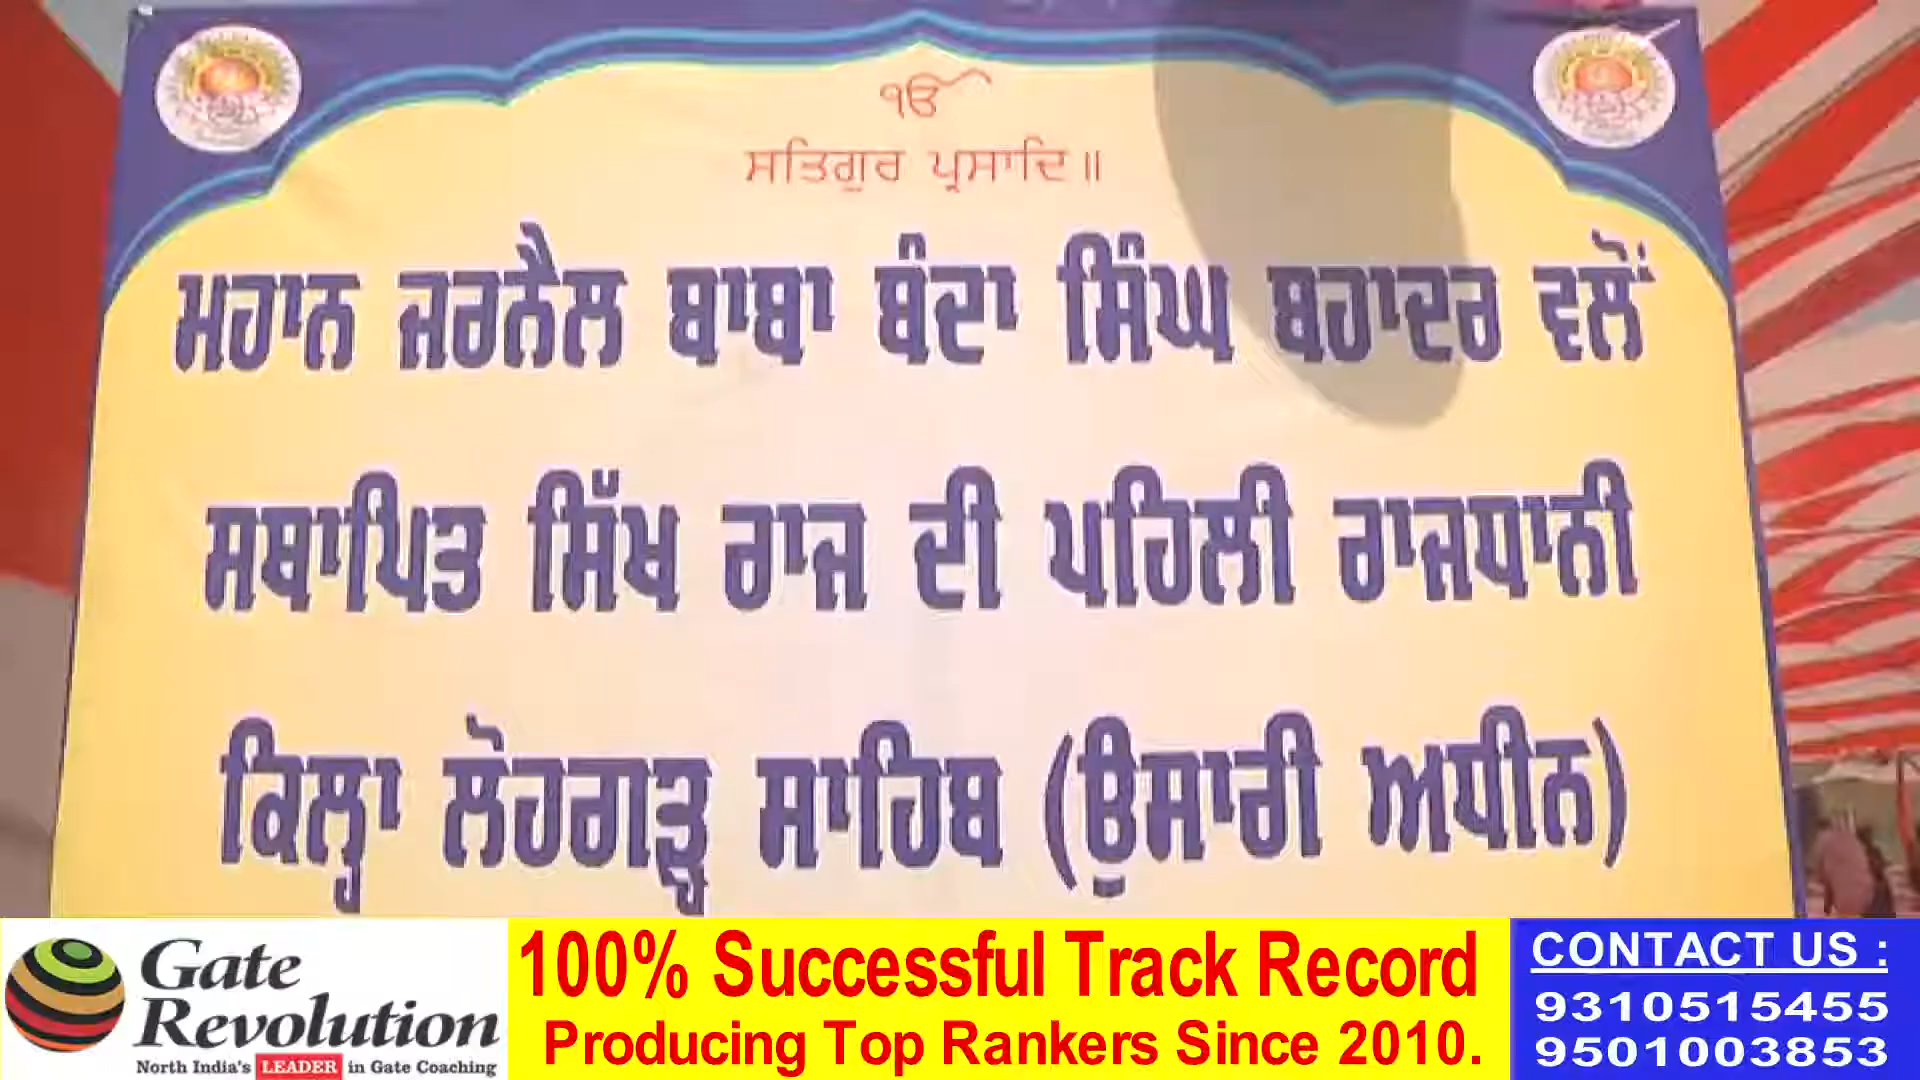 ੴ
ਸਤਿਗੁਰ ਪ੍ਰਸਾਦਿ॥
ਮਹਾਨ ਜਰਨੈਲ ਬਾਬਾ ਬੰਦਾ ਸਿੰਘ ਬਹਾਦਰ ਵਲੋਂ
ਸਥਾਪਿਤ ਸਿੱਖ ਰਾਜ ਦੀ ਪਹਿਲੀ ਰਾਜਧਾਨੀ
ਕਿਲ੍ਹਾ ਲੋਹਗੜ੍ਹ ਸਾਹਿਬ (ਉਸਾਰੀ ਅਧੀਨ)
Gate
Revolution
North India's LEADER in Gate Coaching
100% Successful Track Record
Producing Top Rankers Since 2010.
CONTACT US :
9310515455
9501003853